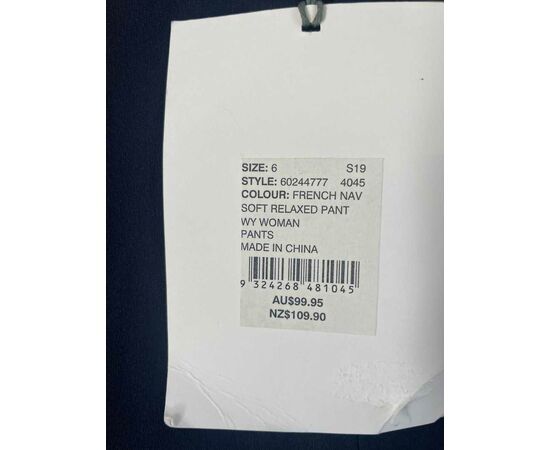 SIZE: 6 S19
STYLE: 60244777 4045
COLOUR: FRENCH NAV
SOFT RELAXED PANT
WY WOMAN
PANTS
MADE IN CHINA
9 324268 481045
AU$99.95
NZ$109.90